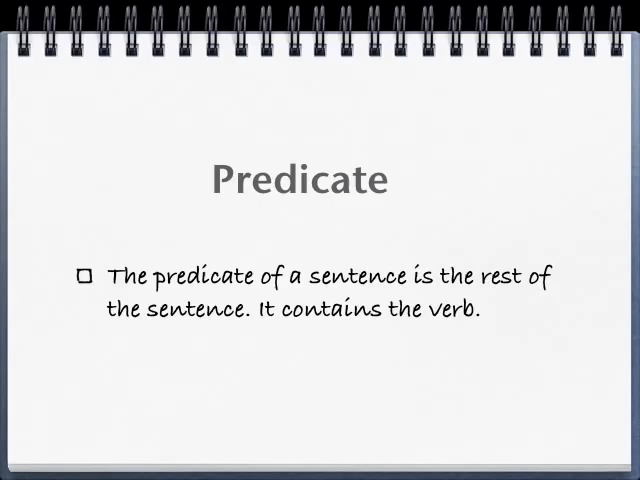 Predicate
The predicate of a sentence is the rest of
the sentence. It contains the verb.